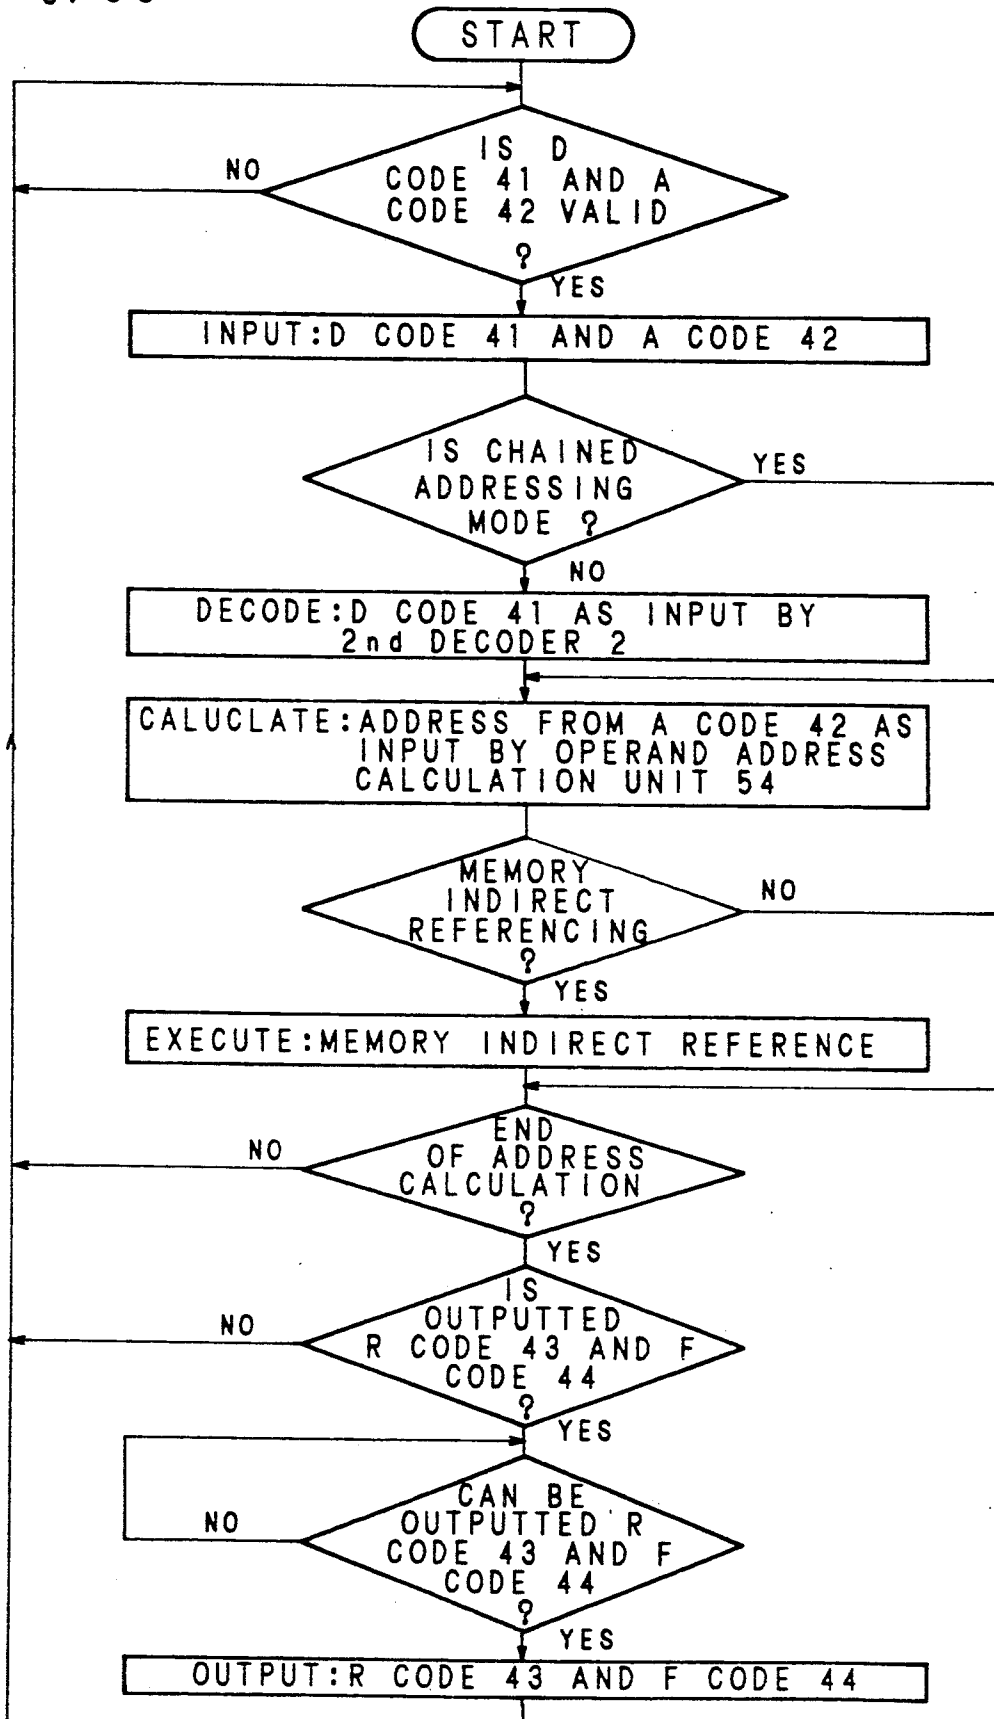 START
IS D
CODE 41 AND A
CODE 42 VALID
?
NO
YES
INPUT:D CODE 41 AND A CODE 42
IS CHAINED
ADDRESSING
MODE ?
YES
NO
DECODE:D CODE 41 AS INPUT BY
2nd DECODER 2
CALUCLATE:ADDRESS FROM A CODE 42 AS
INPUT BY OPERAND ADDRESS
CALCULATION UNIT 54
MEMORY
INDIRECT
REFERENCING
?
NO
YES
EXECUTE:MEMORY INDIRECT REFERENCE
END
OF ADDRESS
CALCULATION
?
NO
YES
IS
OUTPUTTED
R CODE 43 AND F
CODE 44
?
NO
YES
CAN BE
OUTPUTTED R
CODE 43 AND F
CODE 44
?
NO
YES
OUTPUT:R CODE 43 AND F CODE 44